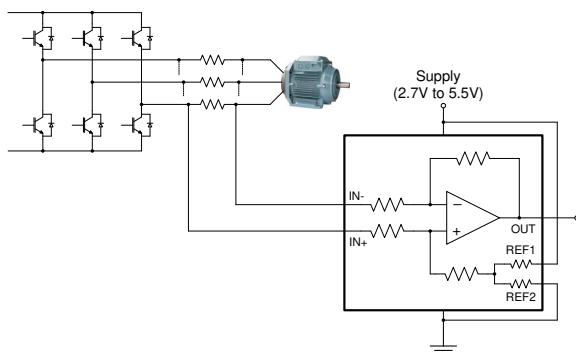 Supply
(2.7V to 5.5V)
IN-
IN+
−
+
OUT
REF1
REF2